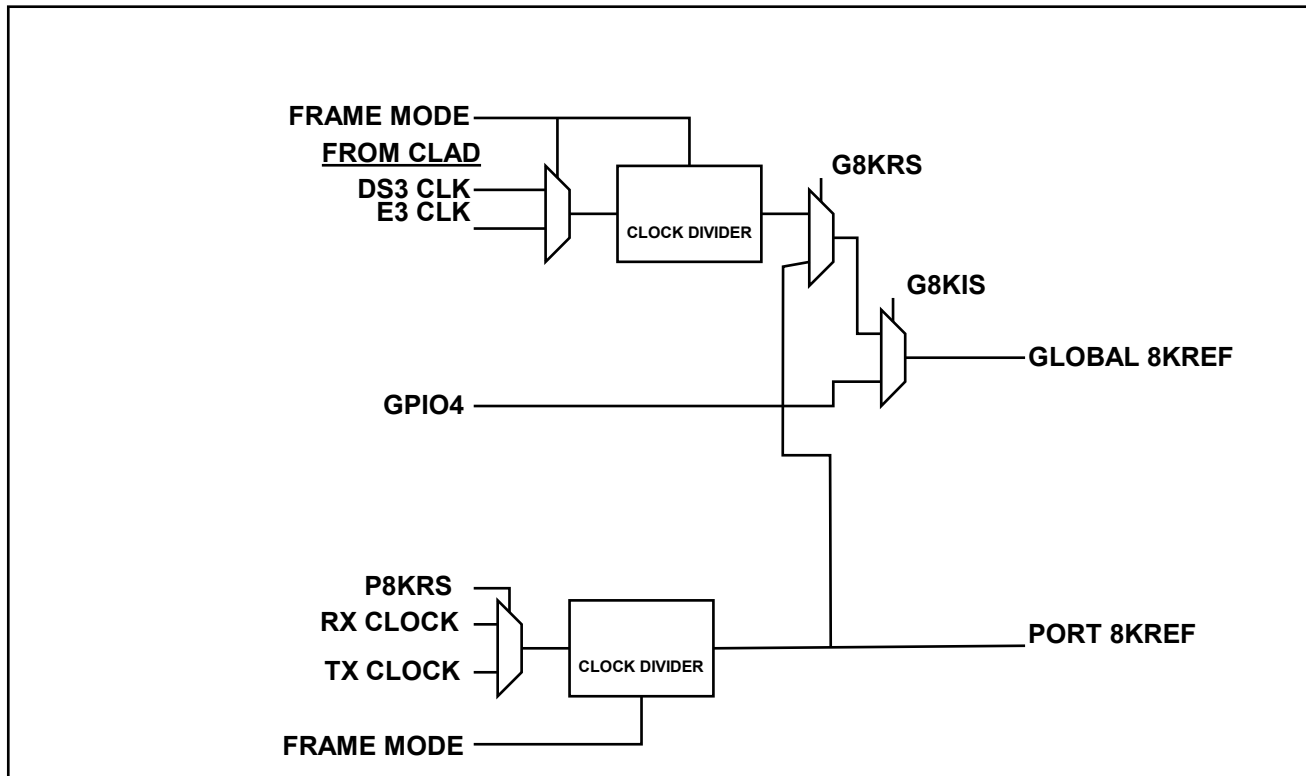 FRAME MODE
FROM CLAD
DS3 CLK
E3 CLK
CLOCK DIVIDER
G8KRS
G8KIS
GLOBAL 8KREF
GPIO4
P8KRS
RX CLOCK
TX CLOCK
CLOCK DIVIDER
PORT 8KREF
FRAME MODE